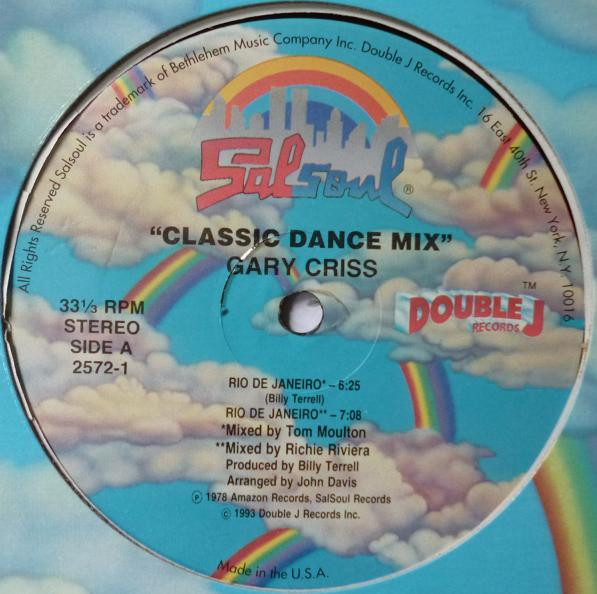 All Rights Reserved Salsoul is a trademark of Bethlehem Music Company Inc. Double J Records Inc. 16 East 40th St. New York, N.Y. 10016
Salsoul®
"CLASSIC DANCE MIX"
GARY CRISS
33⅓ RPM
STEREO
SIDE A
2572-1
DOUBLE J TM
RECORDS
RIO DE JANEIRO* – 6:25
(Billy Terrell)
RIO DE JANEIRO** – 7:08
*Mixed by Tom Moulton
**Mixed by Richie Riviera
Produced by Billy Terrell
Arranged by John Davis
℗ 1978 Amazon Records, SalSoul Records
© 1993 Double J Records Inc.
Made in the U.S.A.